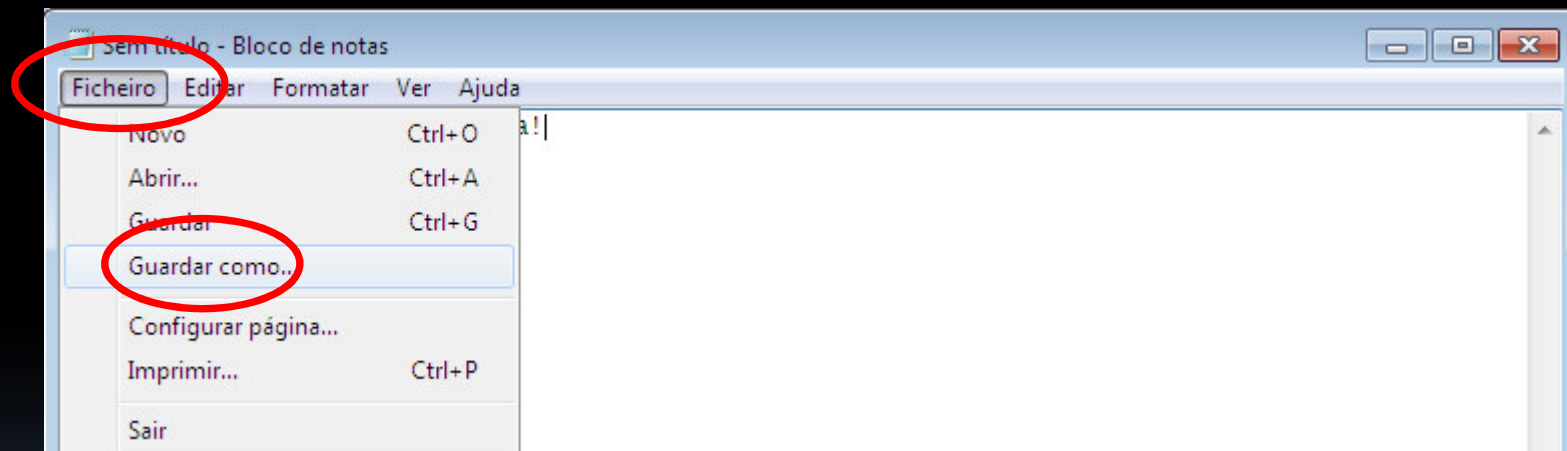 Sem título - Bloco de notas
Ficheiro Editar Formatar Ver Ajuda
Novo Ctrl+O
a!
Abrir... Ctrl+A
Guardar Ctrl+G
Guardar como...
Configurar página...
Imprimir... Ctrl+P
Sair